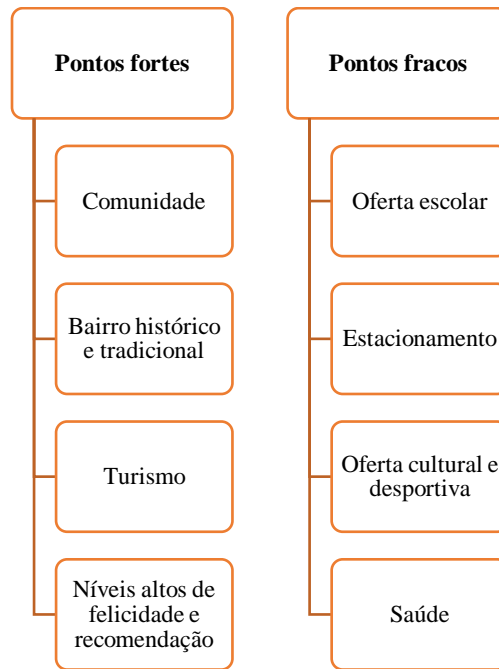 Pontos fortes
Comunidade
Bairro histórico
e tradicional
Turismo
Níveis altos de
felicidade e
recomendação
Pontos fracos
Oferta escolar
Estacionamento
Oferta cultural e
desportiva
Saúde